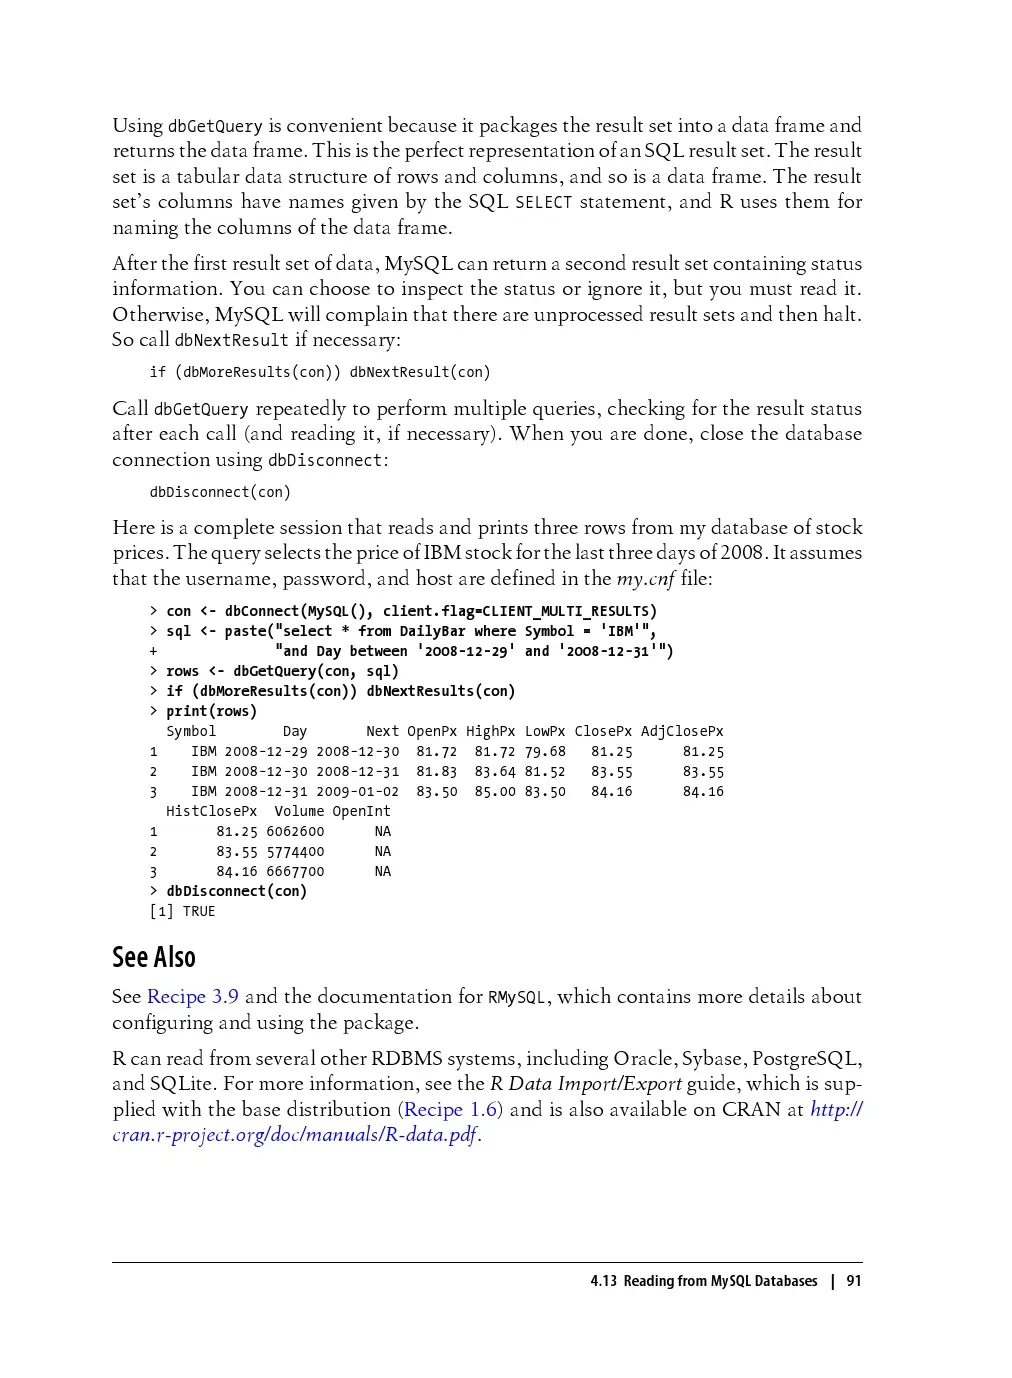 Using dbGetQuery is convenient because it packages the result set into a data frame and
returns the data frame. This is the perfect representation of an SQL result set. The result
set is a tabular data structure of rows and columns, and so is a data frame. The result
set's columns have names given by the SQL SELECT statement, and R uses them for
naming the columns of the data frame.
After the first result set of data, MySQL can return a second result set containing status
information. You can choose to inspect the status or ignore it, but you must read it.
Otherwise, MySQL will complain that there are unprocessed result sets and then halt.
So call dbNextResult if necessary:
if (dbMoreResults(con)) dbNextResult(con)
Call dbGetQuery repeatedly to perform multiple queries, checking for the result status
after each call (and reading it, if necessary). When you are done, close the database
connection using dbDisconnect:
dbDisconnect(con)
Here is a complete session that reads and prints three rows from my database of stock
prices. The query selects the price of IBM stock for the last three days of 2008. It assumes
that the username, password, and host are defined in the my.cnf file:
> con <- dbConnect(MySQL(), client.flag=CLIENT_MULTI_RESULTS)
> sql <- paste("select * from DailyBar where Symbol = 'IBM'",
+              "and Day between '2008-12-29' and '2008-12-31'")
> rows <- dbGetQuery(con, sql)
> if (dbMoreResults(con)) dbNextResults(con)
> print(rows)
  Symbol        Day       Next OpenPx HighPx LowPx ClosePx AdjClosePx
1    IBM 2008-12-29 2008-12-30  81.72  81.72 79.68   81.25      81.25
2    IBM 2008-12-30 2008-12-31  81.83  83.64 81.52   83.55      83.55
3    IBM 2008-12-31 2009-01-02  83.50  85.00 83.50   84.16      84.16
  HistClosePx  Volume OpenInt
1       81.25 6062600      NA
2       83.55 5774400      NA
3       84.16 6667700      NA
> dbDisconnect(con)
[1] TRUE
See Also
See Recipe 3.9 and the documentation for RMySQL, which contains more details about
configuring and using the package.
R can read from several other RDBMS systems, including Oracle, Sybase, PostgreSQL,
and SQLite. For more information, see the R Data Import/Export guide, which is sup-
plied with the base distribution (Recipe 1.6) and is also available on CRAN at http://
cran.r-project.org/doc/manuals/R-data.pdf.
4.13 Reading from MySQL Databases | 91